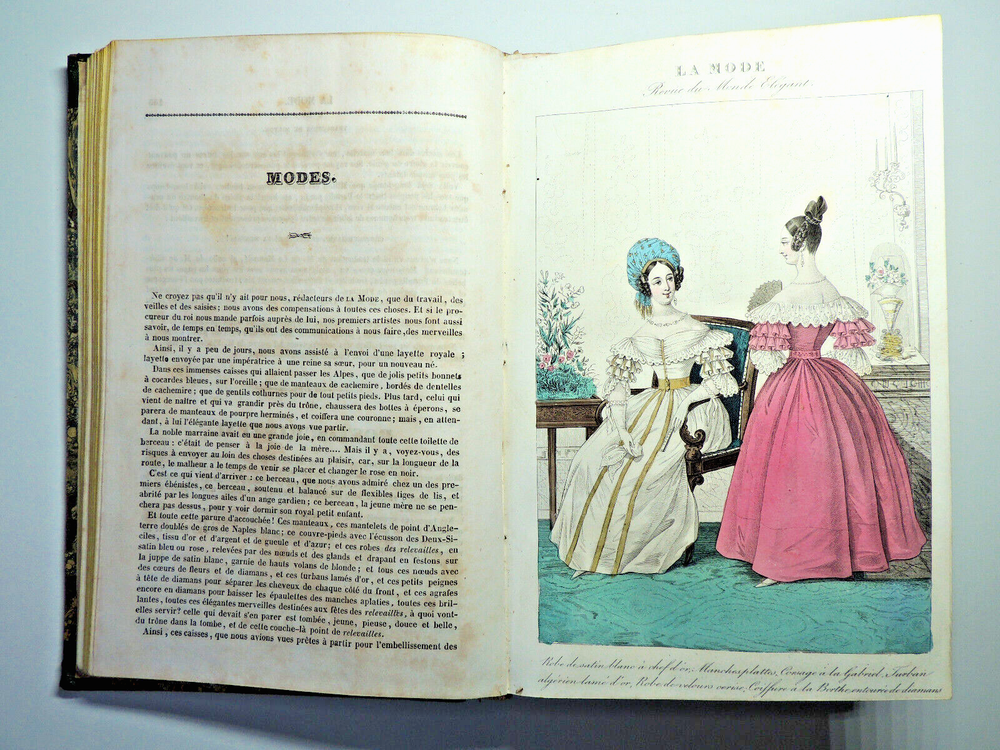 MODES.
Ne croyez pas qu'il n'y ait pour nous, rédacteurs de LA MODE, que du travail, des
veilles et des saisies; nous avons des compensations à toutes ces choses. Et si le pro-
cureur du roi nous mande parfois auprès de lui, nos premiers artistes nous font aussi
savoir, de temps en temps, qu'ils ont des communications à nous faire, des merveilles
à nous montrer.
Ainsi, il y a peu de jours, nous avons assisté à l'envoi d'une layette royale ;
layette envoyée par une impératrice à une reine sa sœur, pour un nouveau né.
Dans ces immenses caisses qui allaient passer les Alpes, que de jolis petits bonnets
à cocardes bleues, sur l'oreille; que de manteaux de cachemire, bordés de dentelles
de cachemire; que de gentils cothurnes pour de tout petits pieds. Plus tard, celui qui
vient de naître et qui va grandir près du trône, chaussera des bottes à éperons, se
parera de manteaux de pourpre herminés, et coiffera une couronne; mais, en atten-
dant, à lui l'élégante layette que nous avons vue partir.
La noble marraine avait eu une grande joie, en commandant toute cette toilette de
berceau : c'était de penser à la joie de la mère.... Mais il y a, voyez-vous, des
risques à envoyer au loin des choses destinées au plaisir, car, sur la longueur de la
route, le malheur a le temps de venir se placer et changer le rose en noir.
C'est ce qui vient d'arriver : ce berceau, que nous avons admiré chez un des pre-
miers ébénistes, ce berceau, soutenu et balancé sur de flexibles tiges de lis, et
abrité par les longues ailes d'un ange gardien; ce berceau, la jeune mère ne se pen-
chera pas dessus, pour y voir dormir son royal petit enfant.
Et toute cette parure d'accouchée! Ces manteaux, ces mantelets de point d'Angle-
terre doublés de gros de Naples blanc; ce couvre-pieds avec l'écusson des Deux-Si-
ciles, tissu d'or et d'argent et de gueule et d'azur; et ces robes des relevailles, en
satin bleu ou rose, relevées par des nœuds et des glands et drapant en festons sur
la juppe de satin blanc, garnie de hauts volans de blonde; et tous ces nœuds avec
des cœurs de fleurs et de diamans, et ces turbans lamés d'or, et ces petits peignes
à tête de diamans pour séparer les cheveux de chaque côté du front, et ces agrafes
encore en diamans pour baisser les épaulettes des manches aplaties, toutes ces bril-
lantes, toutes ces élégantes merveilles destinées aux fêtes des relevailles, à quoi vont-
elles servir? celle qui devait s'en parer est tombée, jeune, pieuse, douce et belle,
du trône dans la tombe, et de cette couche-là point de relevailles.
Ainsi, ces caisses, que nous avions vues prêtes à partir pour l'embellissement des
LA MODE
Revue du Monde Elégant.
Robe de satin blanc à chef d'or, Manches plattes, Corsage à la Gabriel. Turban
algérien lamé d'or, Robe de velours cerise, Coiffure à la Berthe, entourée de diamans